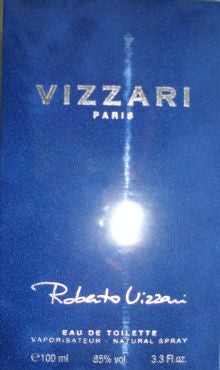 VIZZARI
PARIS
Roberto Vizzari
EAU DE TOILETTE
VAPORISATEUR - NATURAL SPRAY
℮100 ml 85% vol. 3.3 fl.oz.